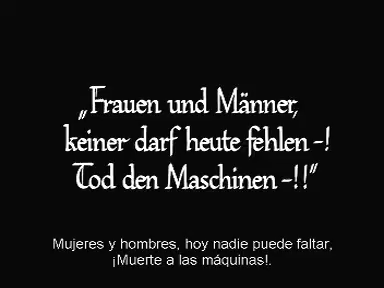 „Frauen und Männer,
keiner darf heute fehlen -!
Tod den Maschinen -!!“
Mujeres y hombres, hoy nadie puede faltar,
¡Muerte a las máquinas!.